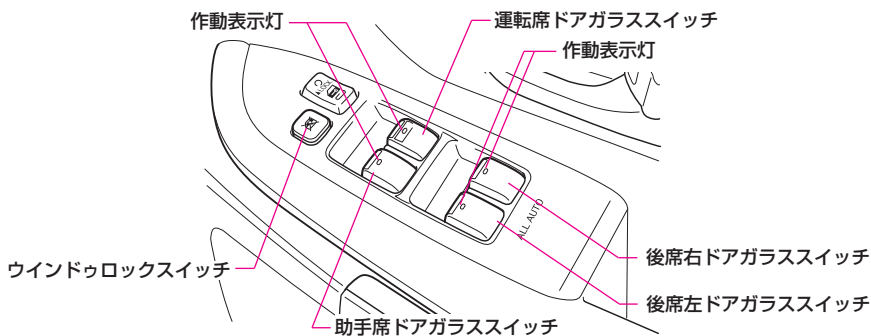 作動表示灯
運転席ドアガラススイッチ
作動表示灯
ALL AUTO
ウインドゥロックスイッチ
後席右ドアガラススイッチ
後席左ドアガラススイッチ
助手席ドアガラススイッチ